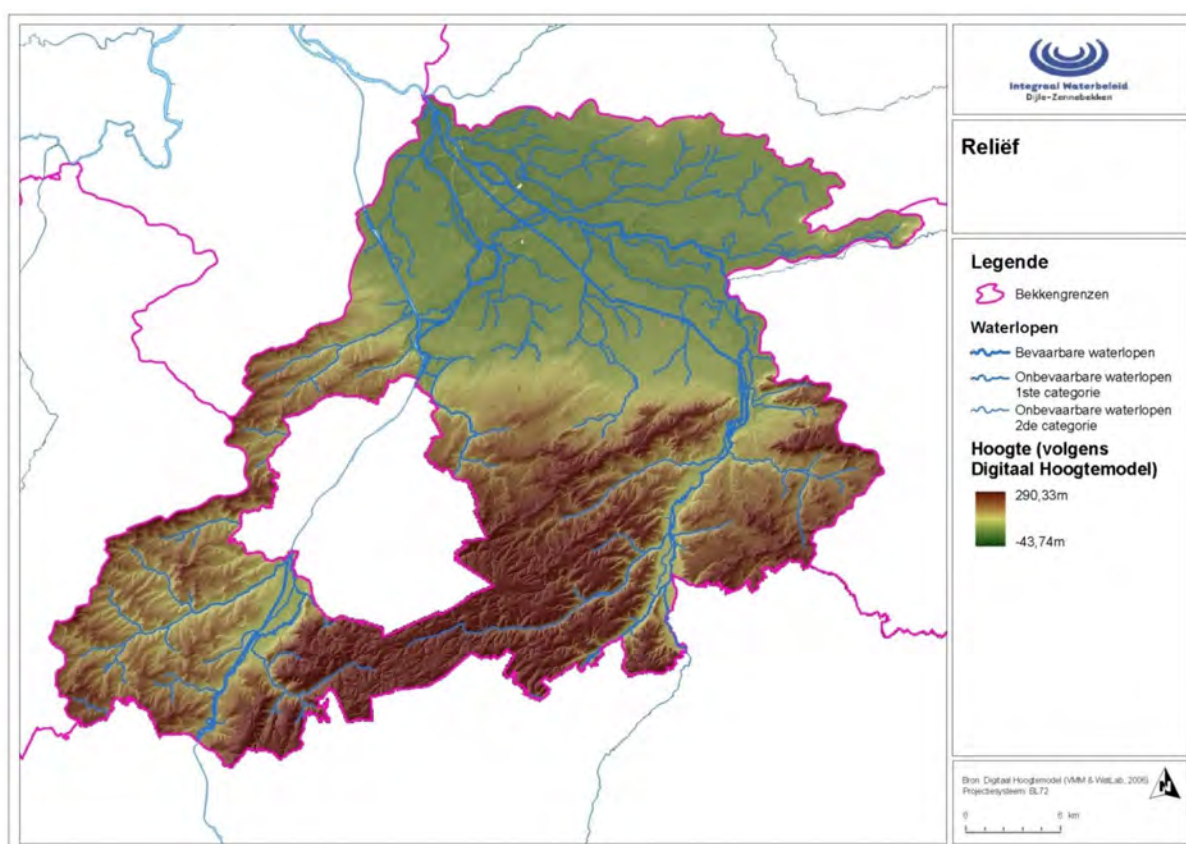 Integraal Waterbeleid
Dijle-Zennebekken
Reliëf
Legende
Bekkengrenzen
Waterlopen
Bevaarbare waterlopen
Onbevaarbare waterlopen
1ste categorie
Onbevaarbare waterlopen
2de categorie
Hoogte (volgens
Digitaal Hoogtemodel)
290,33m
-43,74m
Bron: Digitaal Hoogtemodel (VMM & WatLab, 2006)
Projectiesysteem: BL72
N
0 6 km